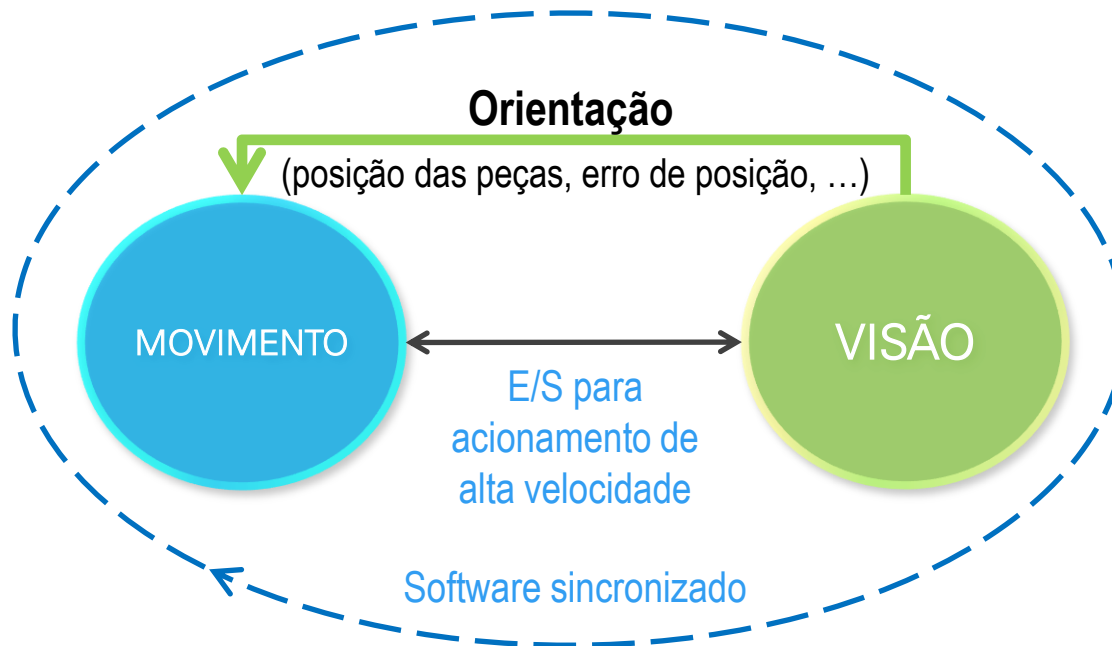 Orientação
(posição das peças, erro de posição, …)
MOVIMENTO
VISÃO
E/S para
acionamento de
alta velocidade
Software sincronizado